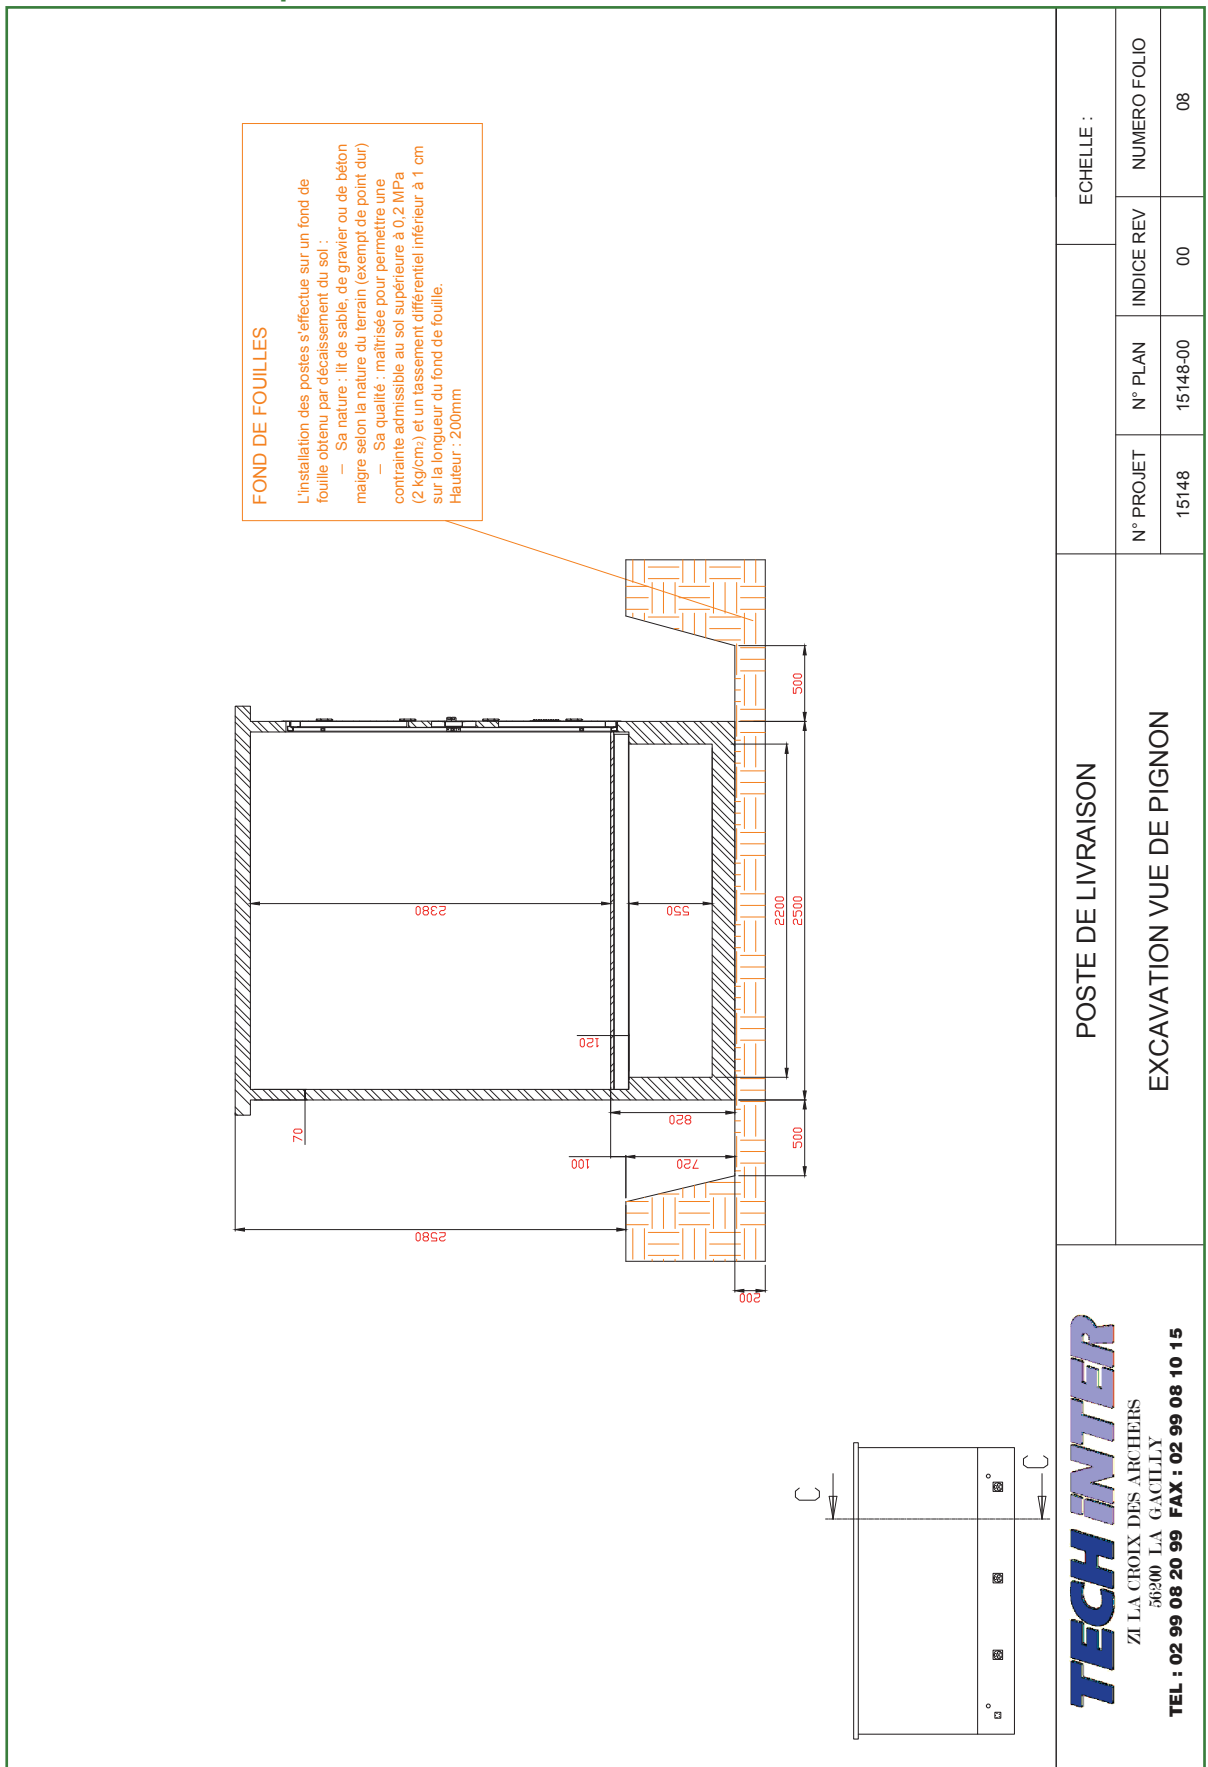 FOND DE FOUILLES
L'installation des postes s'effectue sur un fond de
fouille obtenu par décaissement du sol :
– Sa nature : lit de sable, de gravier ou de béton
maigre selon la nature du terrain (exempt de point dur)
– Sa qualité : maîtrisée pour permettre une
contrainte admissible au sol supérieure à 0,2 MPa
(2 kg/cm²) et un tassement différentiel inférieur à 1 cm
sur la longueur du fond de fouille.
Hauteur : 200mm
2580
70
2380
120
100
720
820
550
500
2200
2500
500
200
C
C
TECH INTER
ZI LA CROIX DES ARCHERS
56200 LA GACILLY
TEL : 02 99 08 20 99 FAX : 02 99 08 10 15
POSTE DE LIVRAISON
EXCAVATION VUE DE PIGNON
ECHELLE :
N° PROJET
N° PLAN
INDICE REV
NUMERO FOLIO
15148
15148-00
00
08